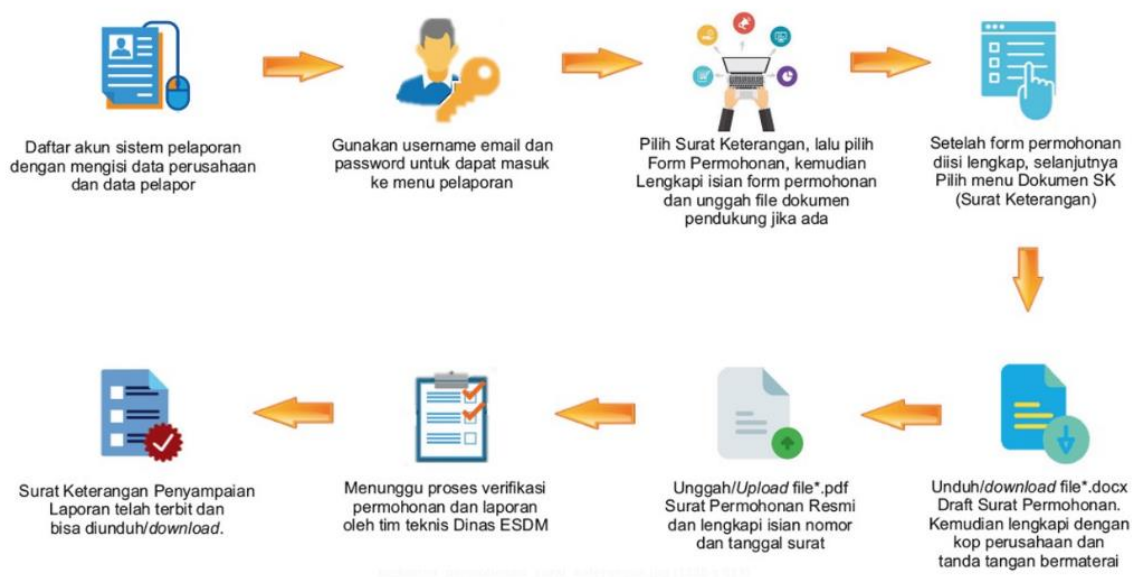 Daftar akun sistem pelaporan
dengan mengisi data perusahaan
dan data pelapor
Gunakan username email dan
password untuk dapat masuk
ke menu pelaporan
Pilih Surat Keterangan, lalu pilih
Form Permohonan, kemudian
Lengkapi isian form permohonan
dan unggah file dokumen
pendukung jika ada
Setelah form permohonan
diisi lengkap, selanjutnya
Pilih menu Dokumen SK
(Surat Keterangan)
Unduh/download file*.docx
Draft Surat Permohonan.
Kemudian lengkapi dengan
kop perusahaan dan
tanda tangan bermaterai
Unggah/Upload file*.pdf
Surat Permohonan Resmi
dan lengkapi isian nomor
dan tanggal surat
Menunggu proses verifikasi
permohonan dan laporan
oleh tim teknis Dinas ESDM
Surat Keterangan Penyampaian
Laporan telah terbit dan
bisa diunduh/download.